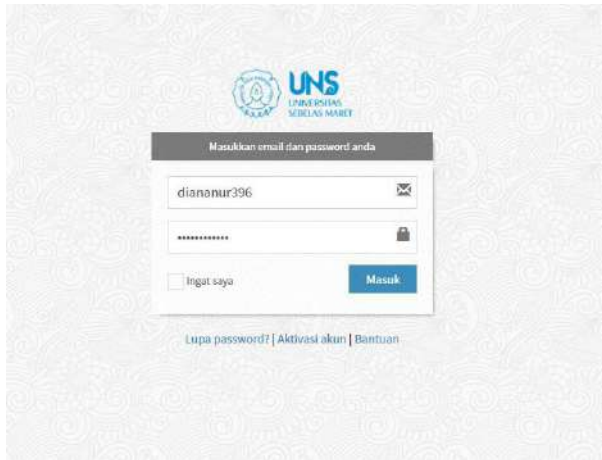 UNS
UNIVERSITAS
SEBELAS MARET
Masukkan email dan password anda
diananur396
••••••••••••
Ingat saya
Masuk
Lupa password? | Aktivasi akun | Bantuan